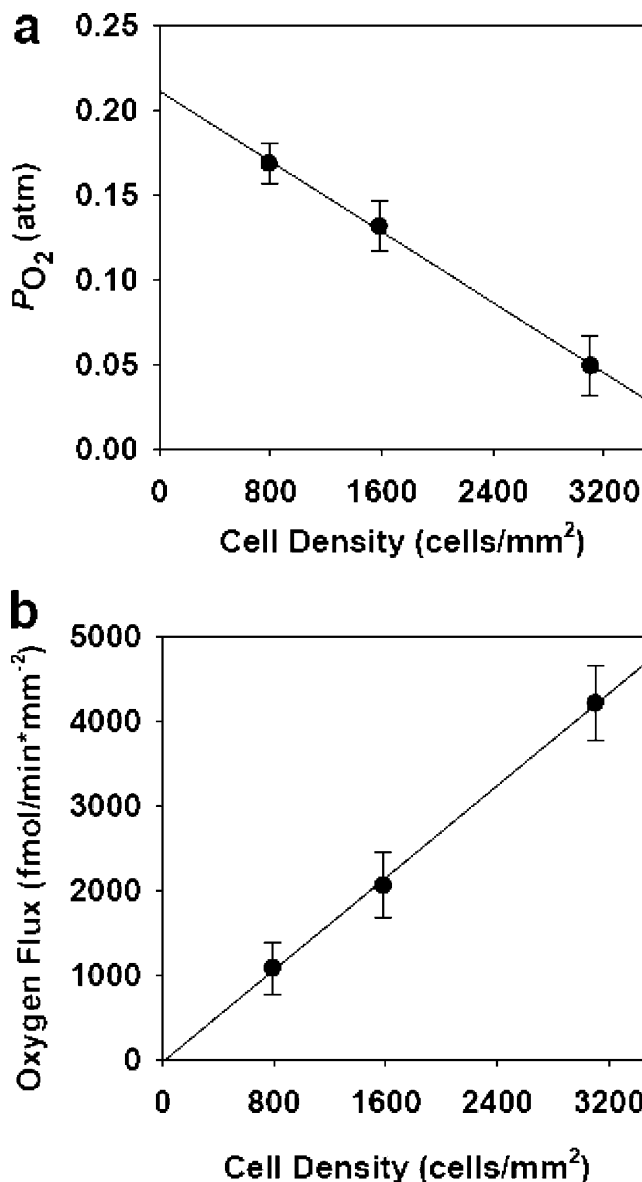 a
0.25
0.20
0.15
0.10
0.05
0.00
PO2 (atm)
0 800 1600 2400 3200
Cell Density (cells/mm2)
b
5000
4000
3000
2000
1000
0
Oxygen Flux (fmol/min*mm-2)
0 800 1600 2400 3200
Cell Density (cells/mm2)